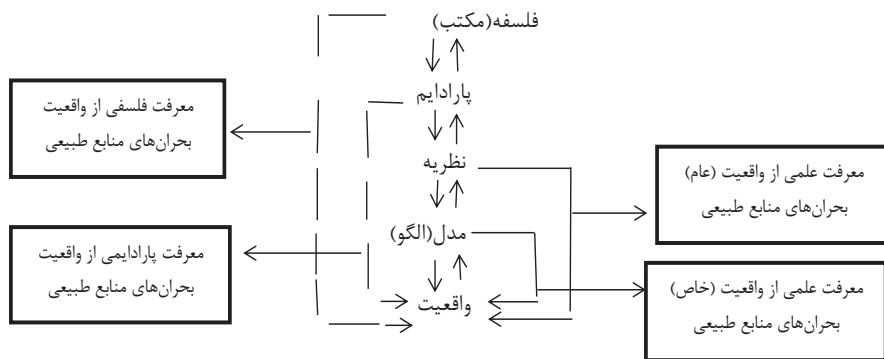 فلسفه(مکتب)
پارادایم
نظریه
مدل(الگو)
واقعیت
معرفت علمی از واقعیت (عام)
بحران‌های منابع طبیعی
معرفت علمی از واقعیت (خاص)
بحران‌های منابع طبیعی
معرفت فلسفی از واقعیت
بحران‌های منابع طبیعی
معرفت پارادایمی از واقعیت
بحران‌های منابع طبیعی